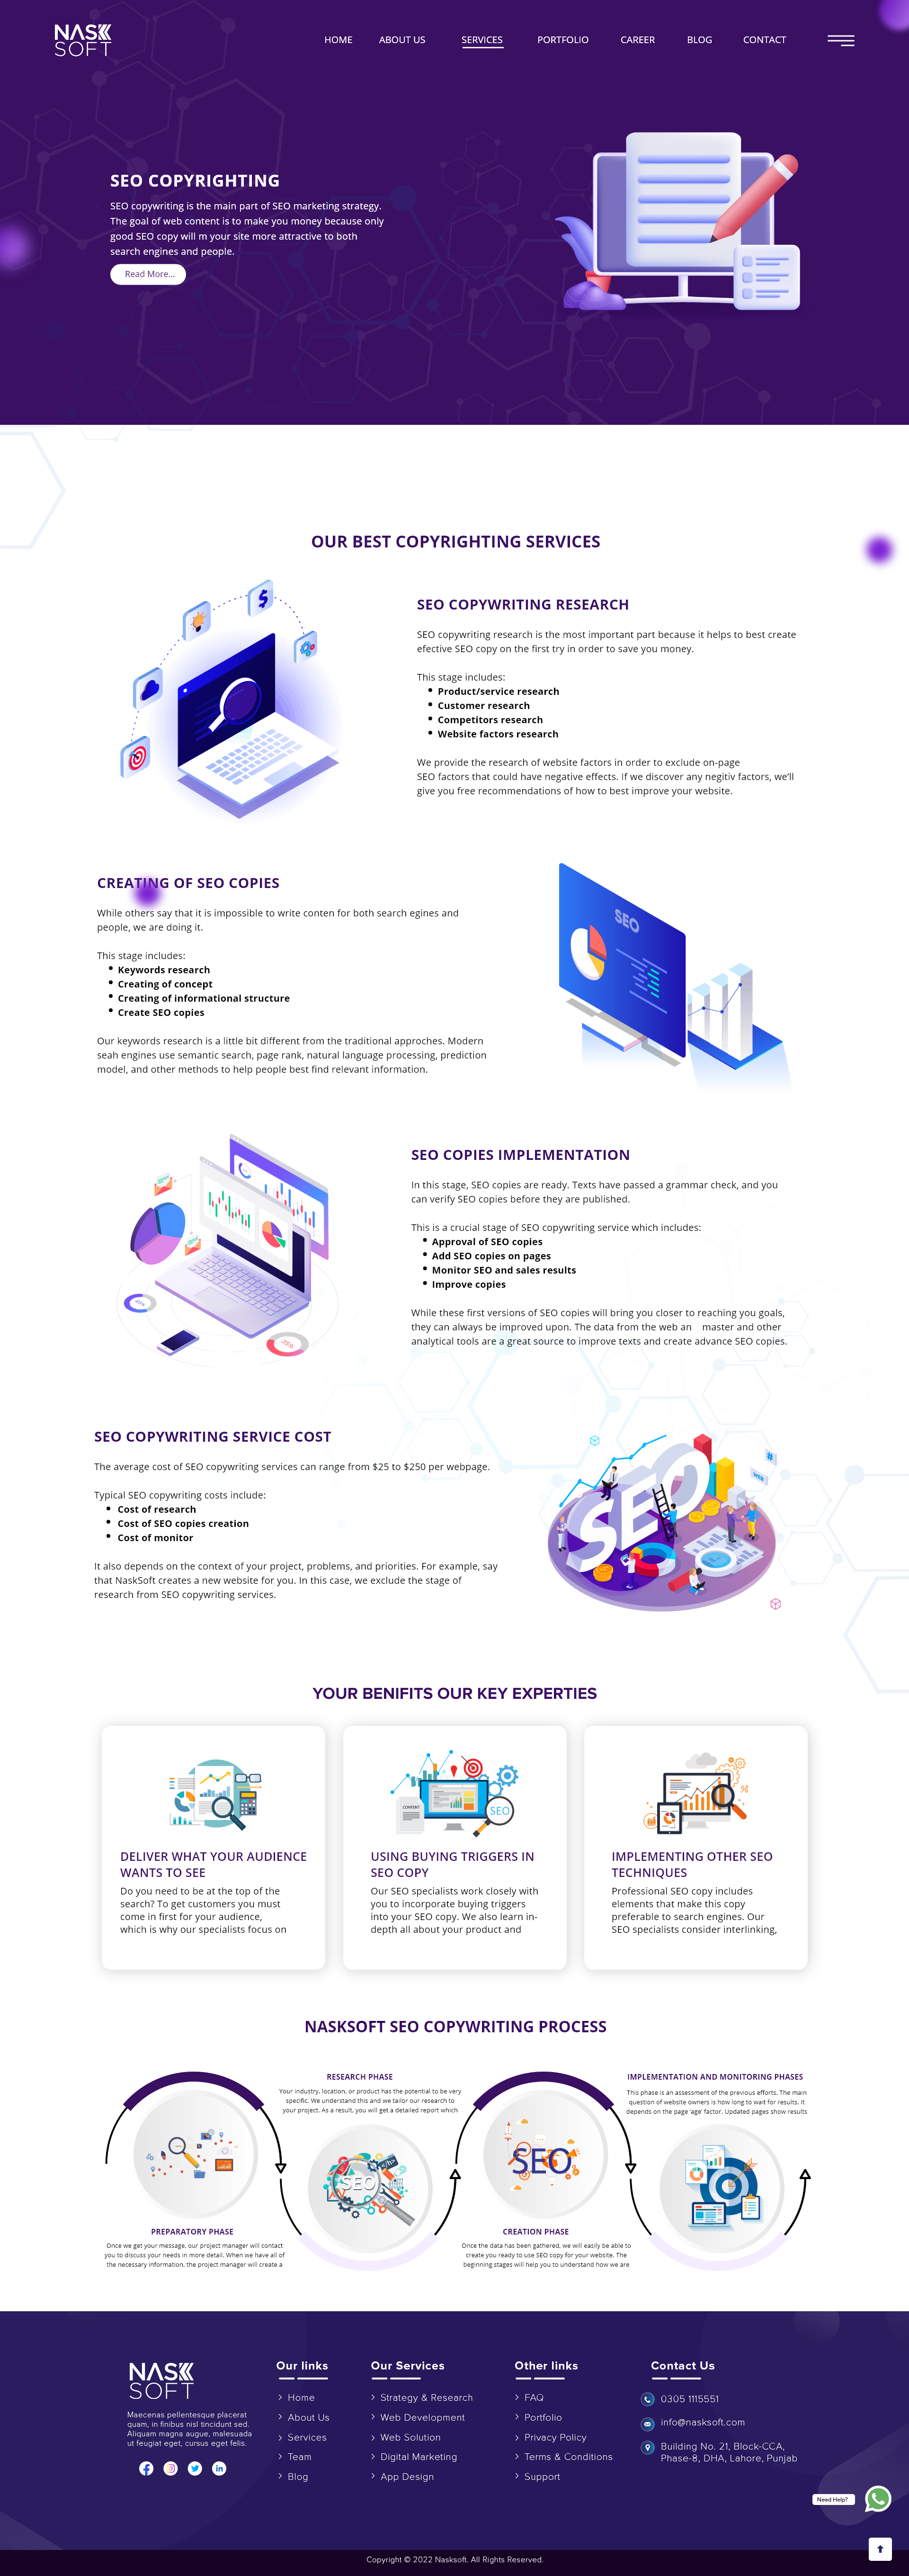 NASK
SOFT
HOME ABOUT US SERVICES PORTFOLIO CAREER BLOG CONTACT
SEO COPYRIGHTING
SEO copywriting is the main part of SEO marketing strategy.
The goal of web content is to make you money because only
good SEO copy will m your site more attractive to both
search engines and people.
Read More...
OUR BEST COPYRIGHTING SERVICES
SEO COPYWRITING RESEARCH
SEO copywriting research is the most important part because it helps to best create
efective SEO copy on the first try in order to save you money.
This stage includes:
• Product/service research
• Customer research
• Competitors research
• Website factors research
We provide the research of website factors in order to exclude on-page
SEO factors that could have negative effects. If we discover any negitiv factors, we'll
give you free recommendations of how to best improve your website.
CREATING OF SEO COPIES
While others say that it is impossible to write conten for both search egines and
people, we are doing it.
This stage includes:
• Keywords research
• Creating of concept
• Creating of informational structure
• Create SEO copies
Our keywords research is a little bit different from the traditional approches. Modern
seah engines use semantic search, page rank, natural language processing, prediction
model, and other methods to help people best find relevant information.
SEO
SEO COPIES IMPLEMENTATION
In this stage, SEO copies are ready. Texts have passed a grammar check, and you
can verify SEO copies before they are published.
This is a crucial stage of SEO copywriting service which includes:
• Approval of SEO copies
• Add SEO copies on pages
• Monitor SEO and sales results
• Improve copies
While these first versions of SEO copies will bring you closer to reaching you goals,
they can always be improved upon. The data from the web an master and other
analytical tools are a great source to improve texts and create advance SEO copies.
SEO COPYWRITING SERVICE COST
The average cost of SEO copywriting services can range from $25 to $250 per webpage.
Typical SEO copywriting costs include:
• Cost of research
• Cost of SEO copies creation
• Cost of monitor
It also depends on the context of your project, problems, and priorities. For example, say
that NaskSoft creates a new website for you. In this case, we exclude the stage of
research from SEO copywriting services.
SEO
WEB
YOUR BENIFITS OUR KEY EXPERTIES
DELIVER WHAT YOUR AUDIENCE
WANTS TO SEE
Do you need to be at the top of the
search? To get customers you must
come in first for your audience,
which is why our specialists focus on
CONTENT
SEO
USING BUYING TRIGGERS IN
SEO COPY
Our SEO specialists work closely with
you to incorporate buying triggers
into your SEO copy. We also learn in-
depth all about your product and
IMPLEMENTING OTHER SEO
TECHNIQUES
Professional SEO copy includes
elements that make this copy
preferable to search engines. Our
SEO specialists consider interlinking,
NASKSOFT SEO COPYWRITING PROCESS
PREPARATORY PHASE
Once we get your message, our project manager will contact
you to discuss your needs in more detail. When we have all of
the necessary information, the project manager will create a
RESEARCH PHASE
Your industry, location, or product has the potential to be very
specific. We understand this and we tailor our research to
your project. As a result, you will get a detailed report which
SEO
SEO
CREATION PHASE
Once the data has been gathered, we will easily be able to
create you ready to use SEO copy for your website. The
beginning stages will help you to understand how we are
IMPLEMENTATION AND MONITORING PHASES
This phase is an assessment of the previous efforts. The main
question of website owners is how long to wait for results. It
depends on the page 'age' factor. Updated pages show results
NASK
SOFT
Maecenas pellentesque placerat
quam, in finibus nisl tincidunt sed.
Aliquam magna augue, malesuada
ut feugiat eget, cursus eget felis.
Our links
Home
About Us
Services
Team
Blog
Our Services
Strategy & Research
Web Development
Web Solution
Digital Marketing
App Design
Other links
FAQ
Portfolio
Privacy Policy
Terms & Conditions
Support
Contact Us
0305 1115551
info@nasksoft.com
Building No. 21, Block-CCA,
Phase-8, DHA, Lahore, Punjab
Need Help?
Copyright © 2022 Nasksoft. All Rights Reserved.